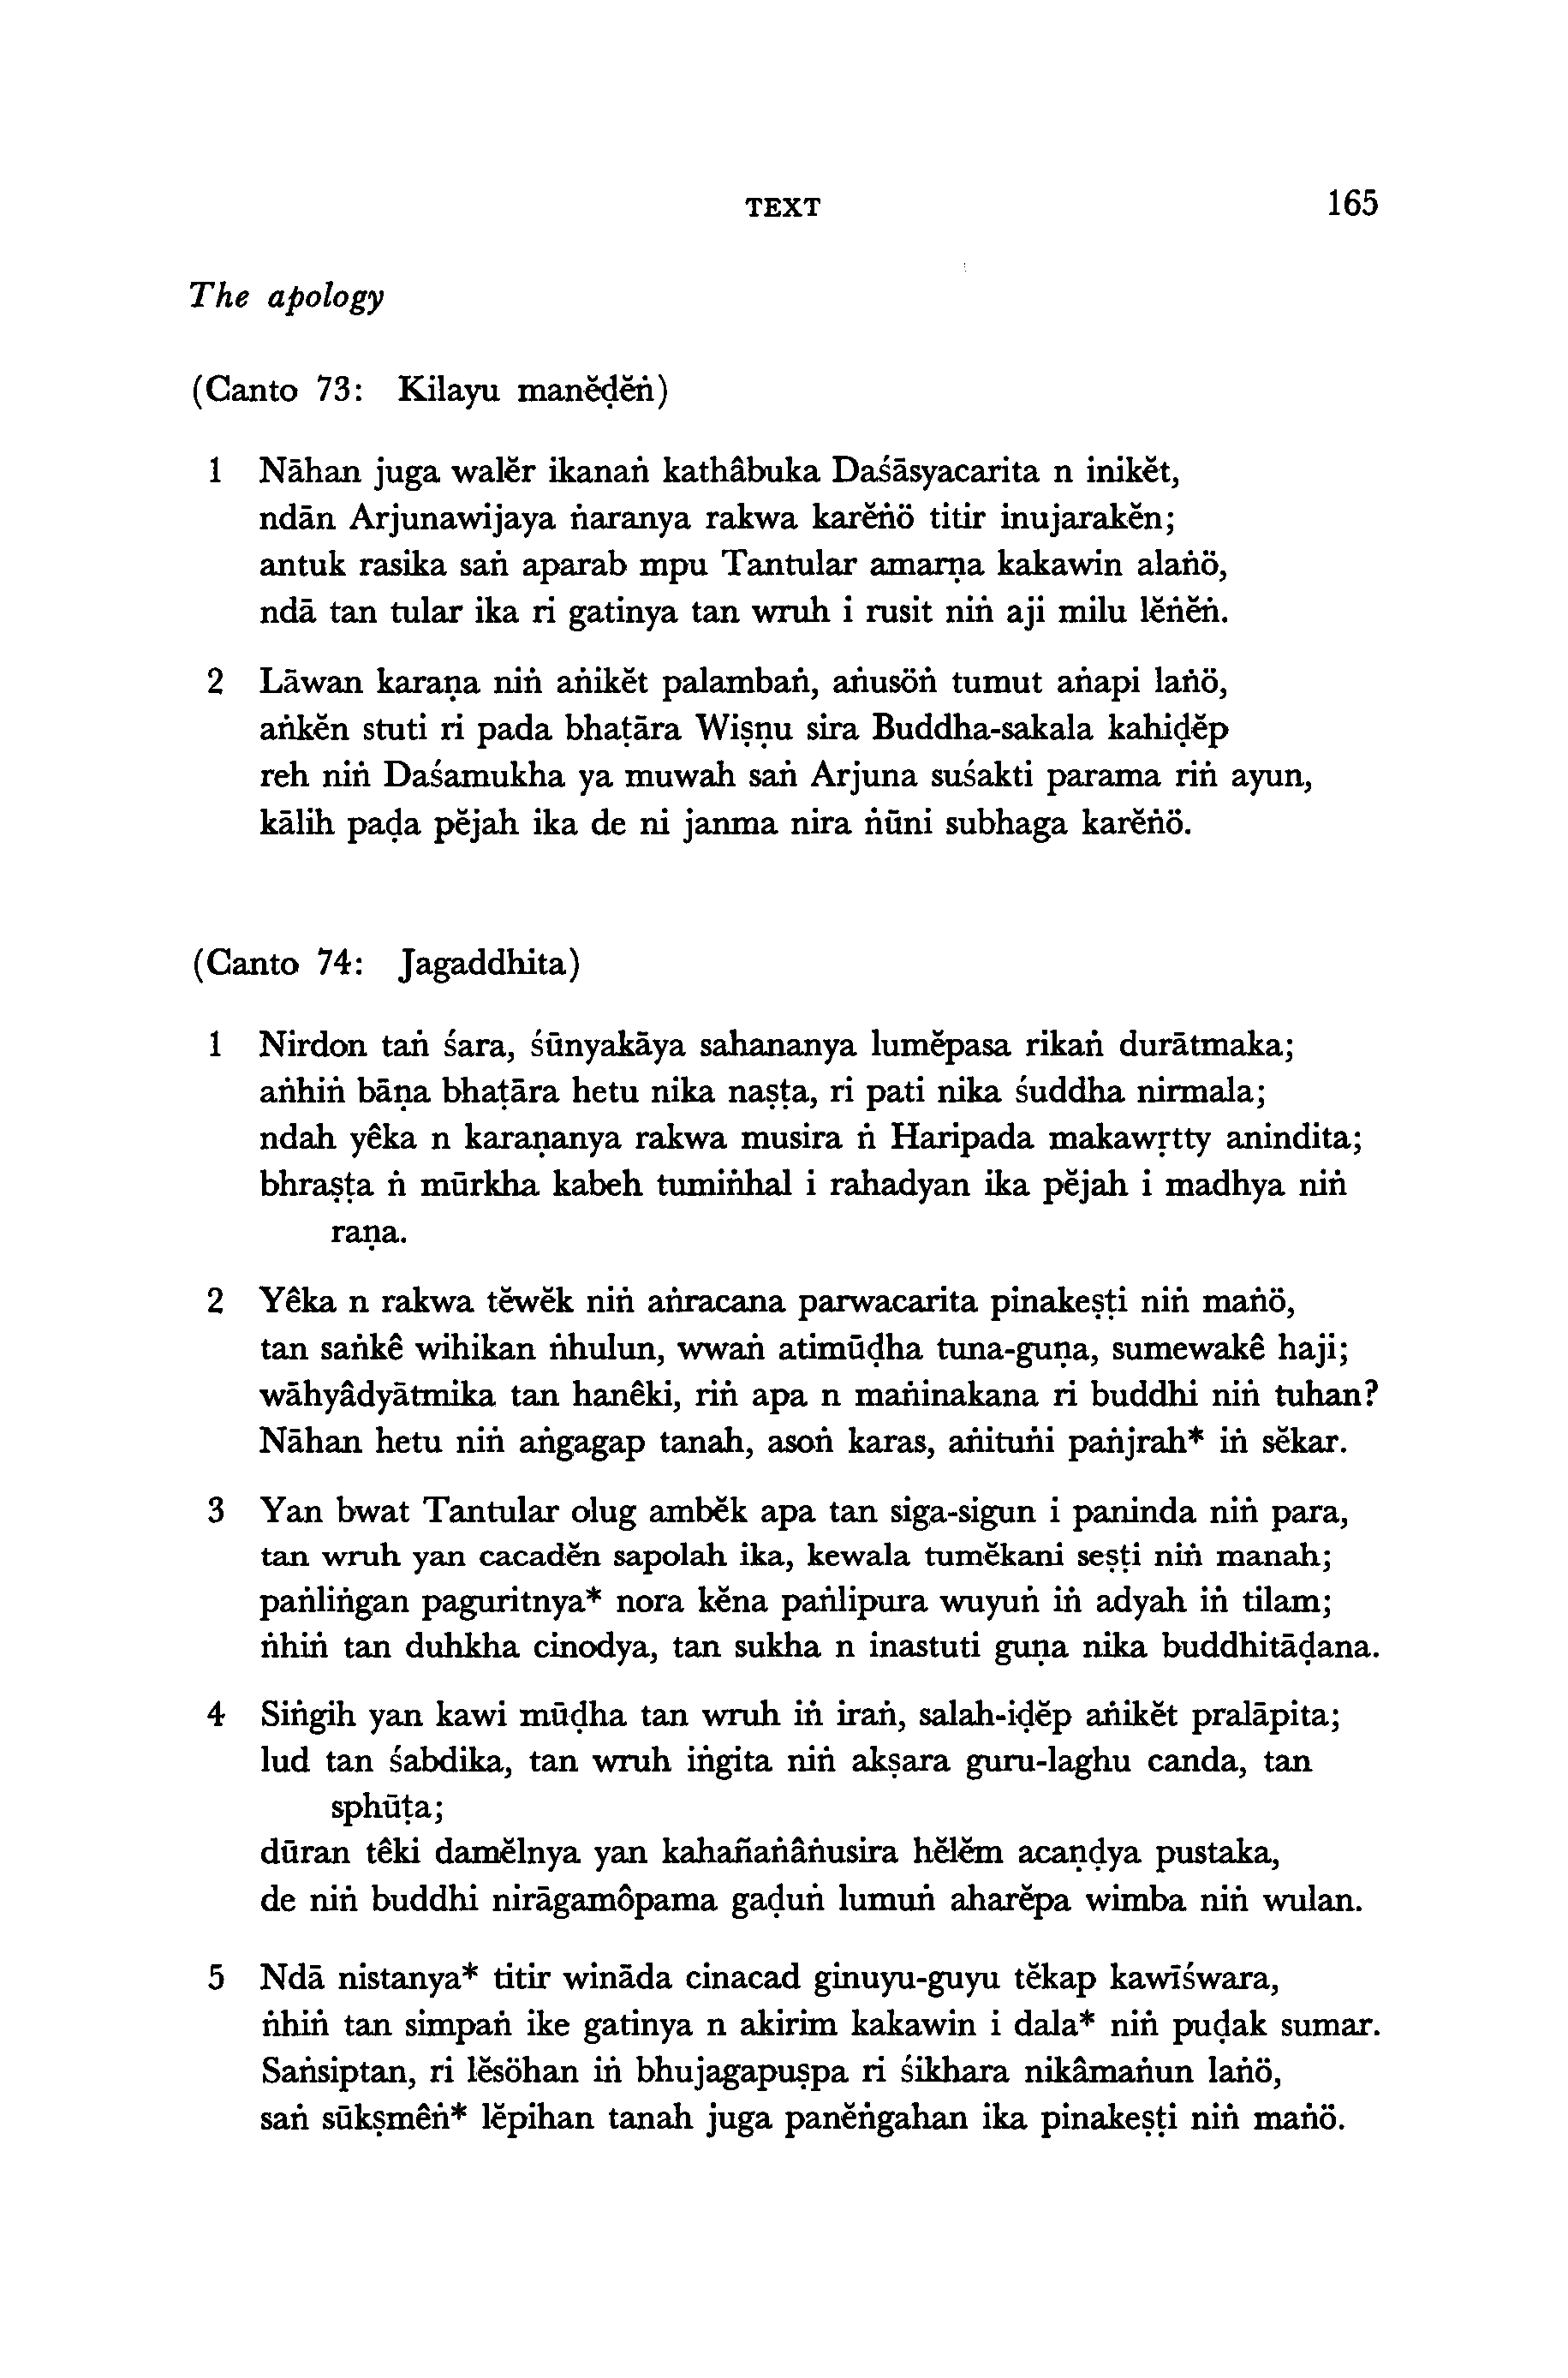 TEXT 165
The apology
(Canto 73: Kilayu manĕḍĕṅ)
1 Nāhan juga walĕr ikanaṅ kathâbuka Daśāsyacarita n inikĕt,
ndān Arjunawijaya ṅaranya rakwa karĕṅö titir inujarakĕn;
antuk rasika saṅ aparab mpu Tantular amarṇa kakawin alaṅö,
ndā tan tular ika ri gatinya tan wruh i rusit niṅ aji milu lĕṅĕṅ.
2 Lāwan karaṇa niṅ aṅikĕt palambaṅ, aṅusöṅ tumut aṅapi laṅö,
aṅkĕn stuti ri pada bhaṭāra Wiṣṇu sira Buddha-sakala kahiḍĕp
reh niṅ Daśamukha ya muwah saṅ Arjuna suśakti parama riṅ ayun,
kālih paḍa pĕjah ika de ni janma nira ṅūni subhaga karĕṅö.
(Canto 74: Jagaddhita)
1 Nirdon taṅ śara, śūnyakāya sahananya lumĕpasa rikaṅ durātmaka;
aṅhiṅ bāṇa bhaṭāra hetu nika naṣṭa, ri pati nika śuddha nirmala;
ndah yêka n karaṇanya rakwa musira ṅ Haripada makawṛtty anindita;
bhraṣṭa ṅ mūrkha kabeh tumiṅhal i rahadyan ika pĕjah i madhya niṅ
raṇa.
2 Yêka n rakwa tĕwĕk niṅ aṅracana parwacarita pinakeṣṭi niṅ maṅö,
tan saṅkê wihikan ṅhulun, wwaṅ atimūḍha tuna-guṇa, sumewakê haji;
wāhyâdyātmika tan hanêki, riṅ apa n maṅinakana ri buddhi niṅ tuhan?
Nāhan hetu niṅ aṅgagap tanah, asoṅ karas, aṅituṅi paṅjrah* iṅ sĕkar.
3 Yan bwat Tantular olug ambĕk apa tan siga-sigun i paninda niṅ para,
tan wruh yan cacadĕn sapolah ika, kewala tumĕkani seṣṭi niṅ manah;
paṅliṅgan paguritnya* nora kĕna paṅlipura wuyuṅ iṅ adyah iṅ tilam;
ṅhiṅ tan duhkha cinodya, tan sukha n inastuti guṇa nika buddhitāḍana.
4 Siṅgih yan kawi mūḍha tan wruh iṅ iraṅ, salah-iḍĕp aṅikĕt pralāpita;
lud tan śabdika, tan wruh iṅgita niṅ akṣara guru-laghu canda, tan
sphūṭa;
dūran têki damĕlnya yan kahañaṅâṅusira hĕlĕm acaṇḍya pustaka,
de niṅ buddhi nirāgamôpama gaḍuṅ lumuṅ aharĕpa wimba niṅ wulan.
5 Ndā nistanya* titir wināda cinacad ginuyu-guyu tĕkap kawīśwara,
ṅhiṅ tan simpaṅ ike gatinya n akirim kakawin i dala* niṅ puḍak sumar.
Saṅsiptan, ri lĕsöhan iṅ bhujagapuṣpa ri śikhara nikâmaṅun laṅö,
saṅ sūkṣmêṅ* lĕpihan tanah juga panĕṅgahan ika pinakeṣṭi niṅ maṅö.